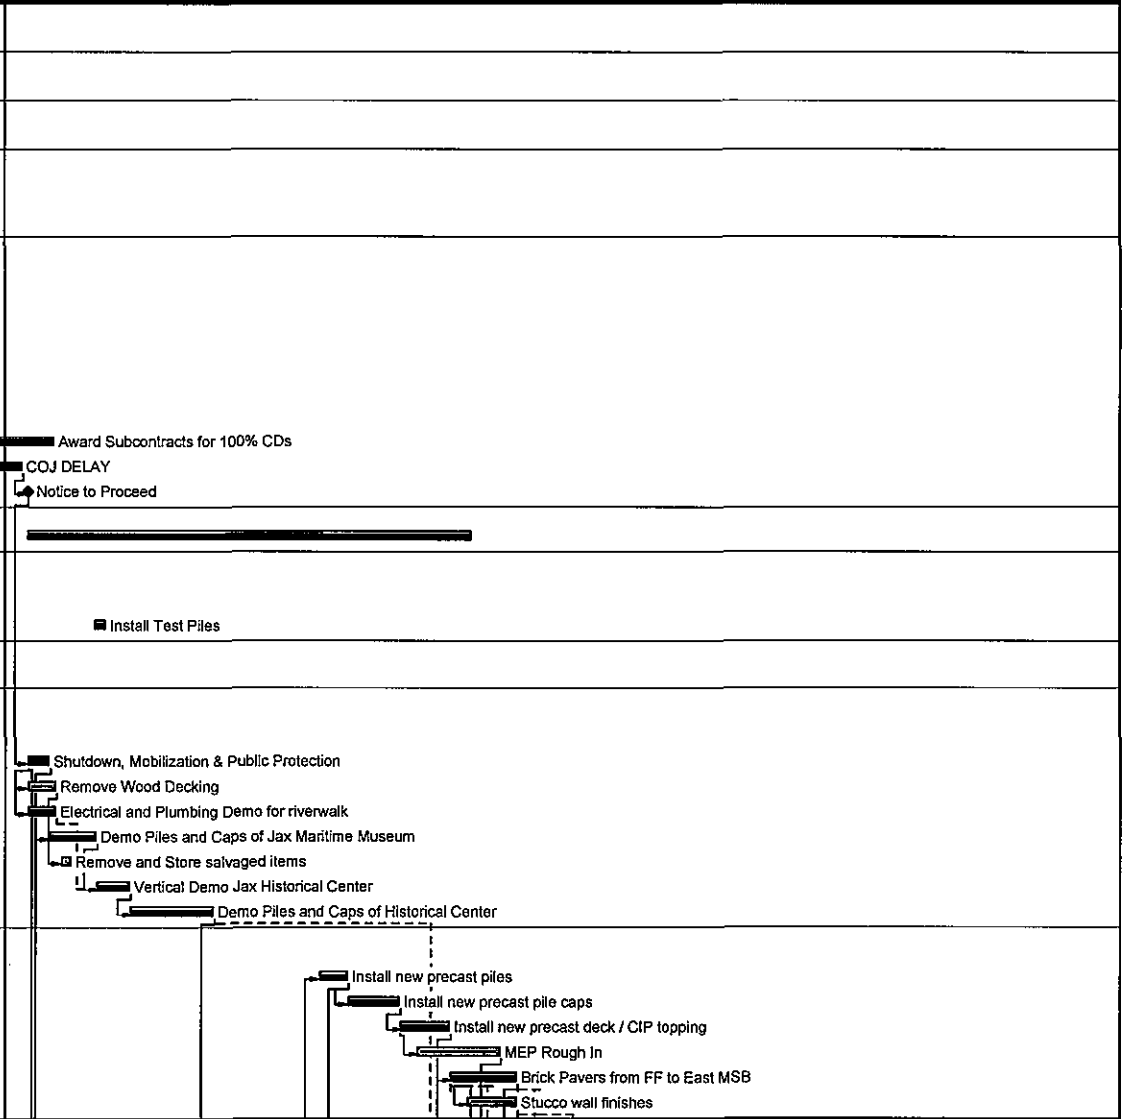 Award Subcontracts for 100% CDs
COJ DELAY
Notice to Proceed
Install Test Piles
Shutdown, Mobilization & Public Protection
Remove Wood Decking
Electrical and Plumbing Demo for riverwalk
Demo Piles and Caps of Jax Maritime Museum
Remove and Store salvaged items
Vertical Demo Jax Historical Center
Demo Piles and Caps of Historical Center
Install new precast piles
Install new precast pile caps
Install new precast deck / CIP topping
MEP Rough In
Brick Pavers from FF to East MSB
Stucco wall finishes